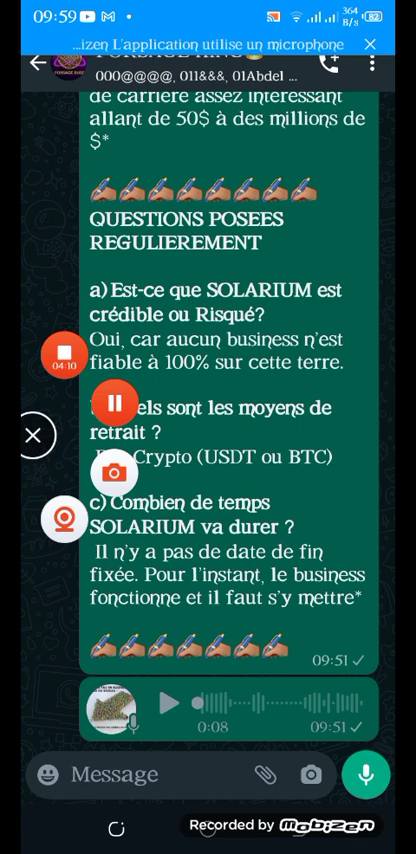 09:59
364
B/s
82
...izen L'application utilise un microphone
000@@@@, 011&&&, 01Abdel ...
de carrière assez intéressant
allant de 50$ à des millions de
$*
QUESTIONS POSEES
REGULIEREMENT
a) Est-ce que SOLARIUM est
crédible ou Risqué?
Oui, car aucun business n'est
fiable à 100% sur cette terre.
04:10
els sont les moyens de
retrait ?
Crypto (USDT ou BTC)
c) Combien de temps
SOLARIUM va durer ?
Il n'y a pas de date de fin
fixée. Pour l'instant, le business
fonctionne et il faut s'y mettre*
09:51
0:08
09:51
Message
Recorded by mobizen